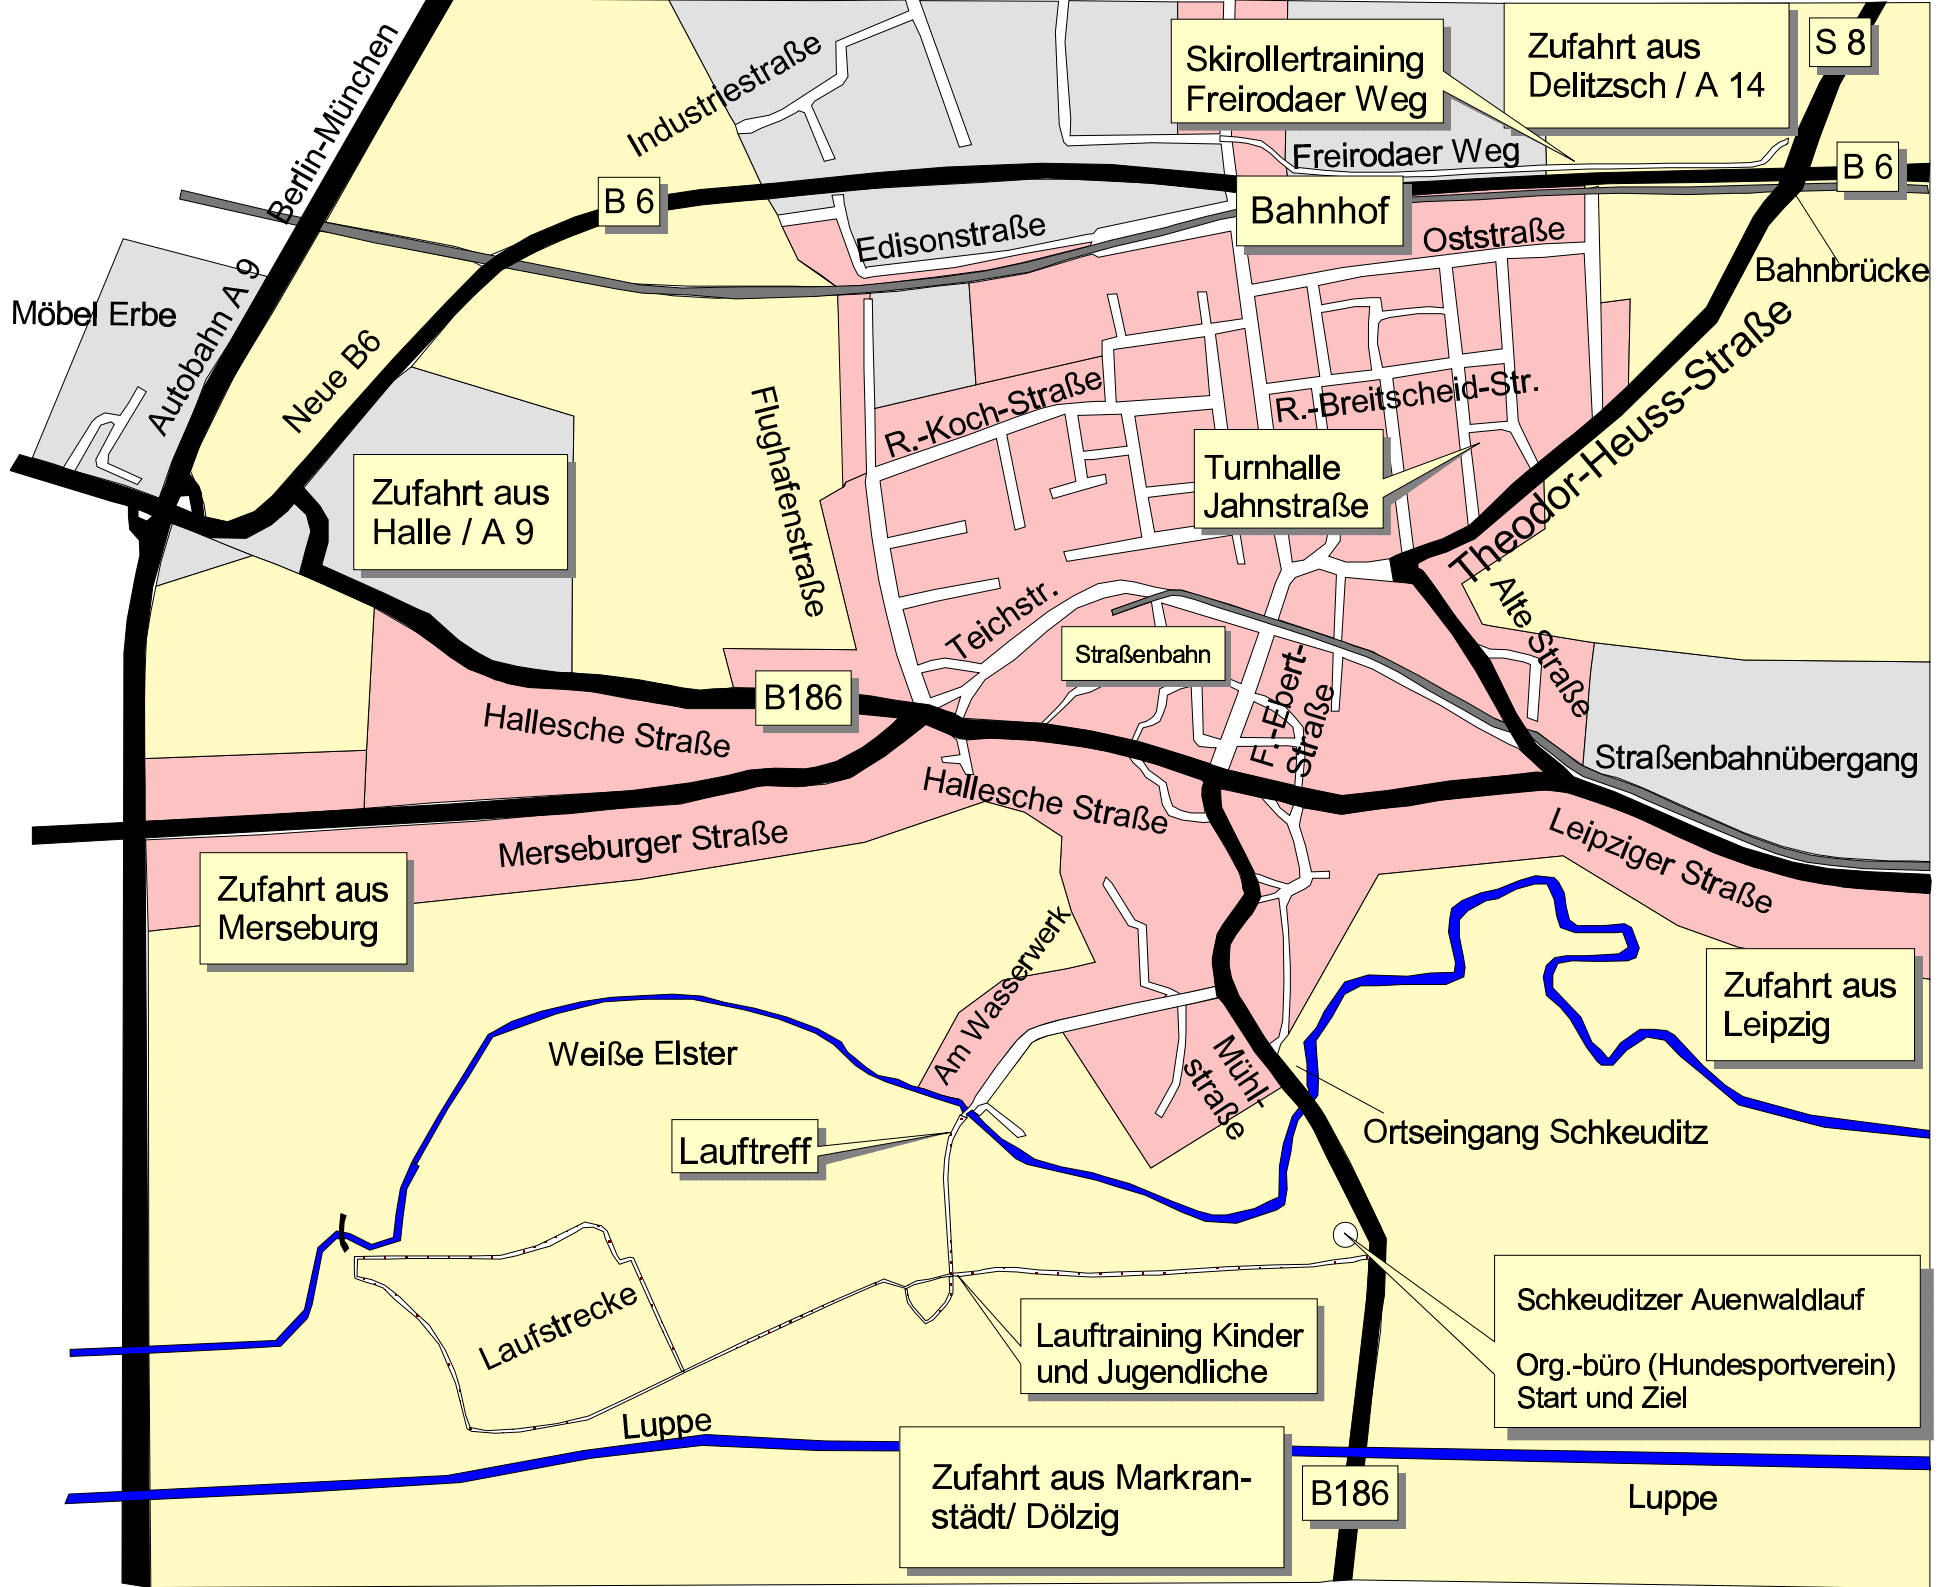 Skirollertraining
Freirodaer Weg
Zufahrt aus
Delitzsch / A 14
S 8
Industriestraße
Berlin-München
Freirodaer Weg
B 6
B 6
Bahnhof
Edisonstraße
Oststraße
Bahnbrücke
Möbel Erbe
Autobahn A 9
Neue B6
Flughafenstraße
R.-Koch-Straße
R.-Breitscheid-Str.
Theodor-Heuss-Straße
Turnhalle
Jahnstraße
Zufahrt aus
Halle / A 9
Teichstr.
Alte Straße
Straßenbahn
F.-Ebert-
Straße
B186
Hallesche Straße
Straßenbahnübergang
Hallesche Straße
Merseburger Straße
Leipziger Straße
Zufahrt aus
Merseburg
Am Wasserwerk
Zufahrt aus
Leipzig
Weiße Elster
Mühl-
straße
Ortseingang Schkeuditz
Lauftreff
Laufstrecke
Lauftraining Kinder
und Jugendliche
Schkeuditzer Auenwaldlauf
Org.-büro (Hundesportverein)
Start und Ziel
Luppe
Zufahrt aus Markran-
städt/ Dölzig
B186
Luppe